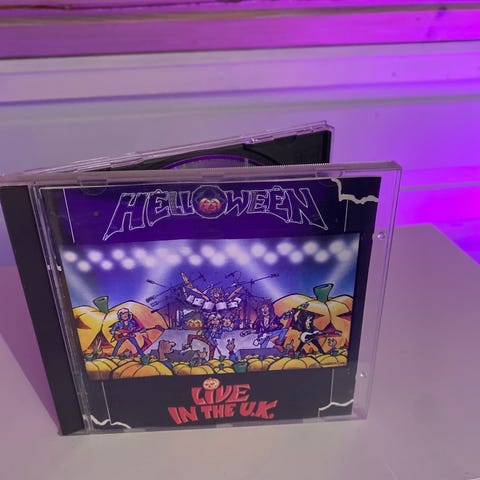 HELLOWEEN
LIVE
IN THE U.K.